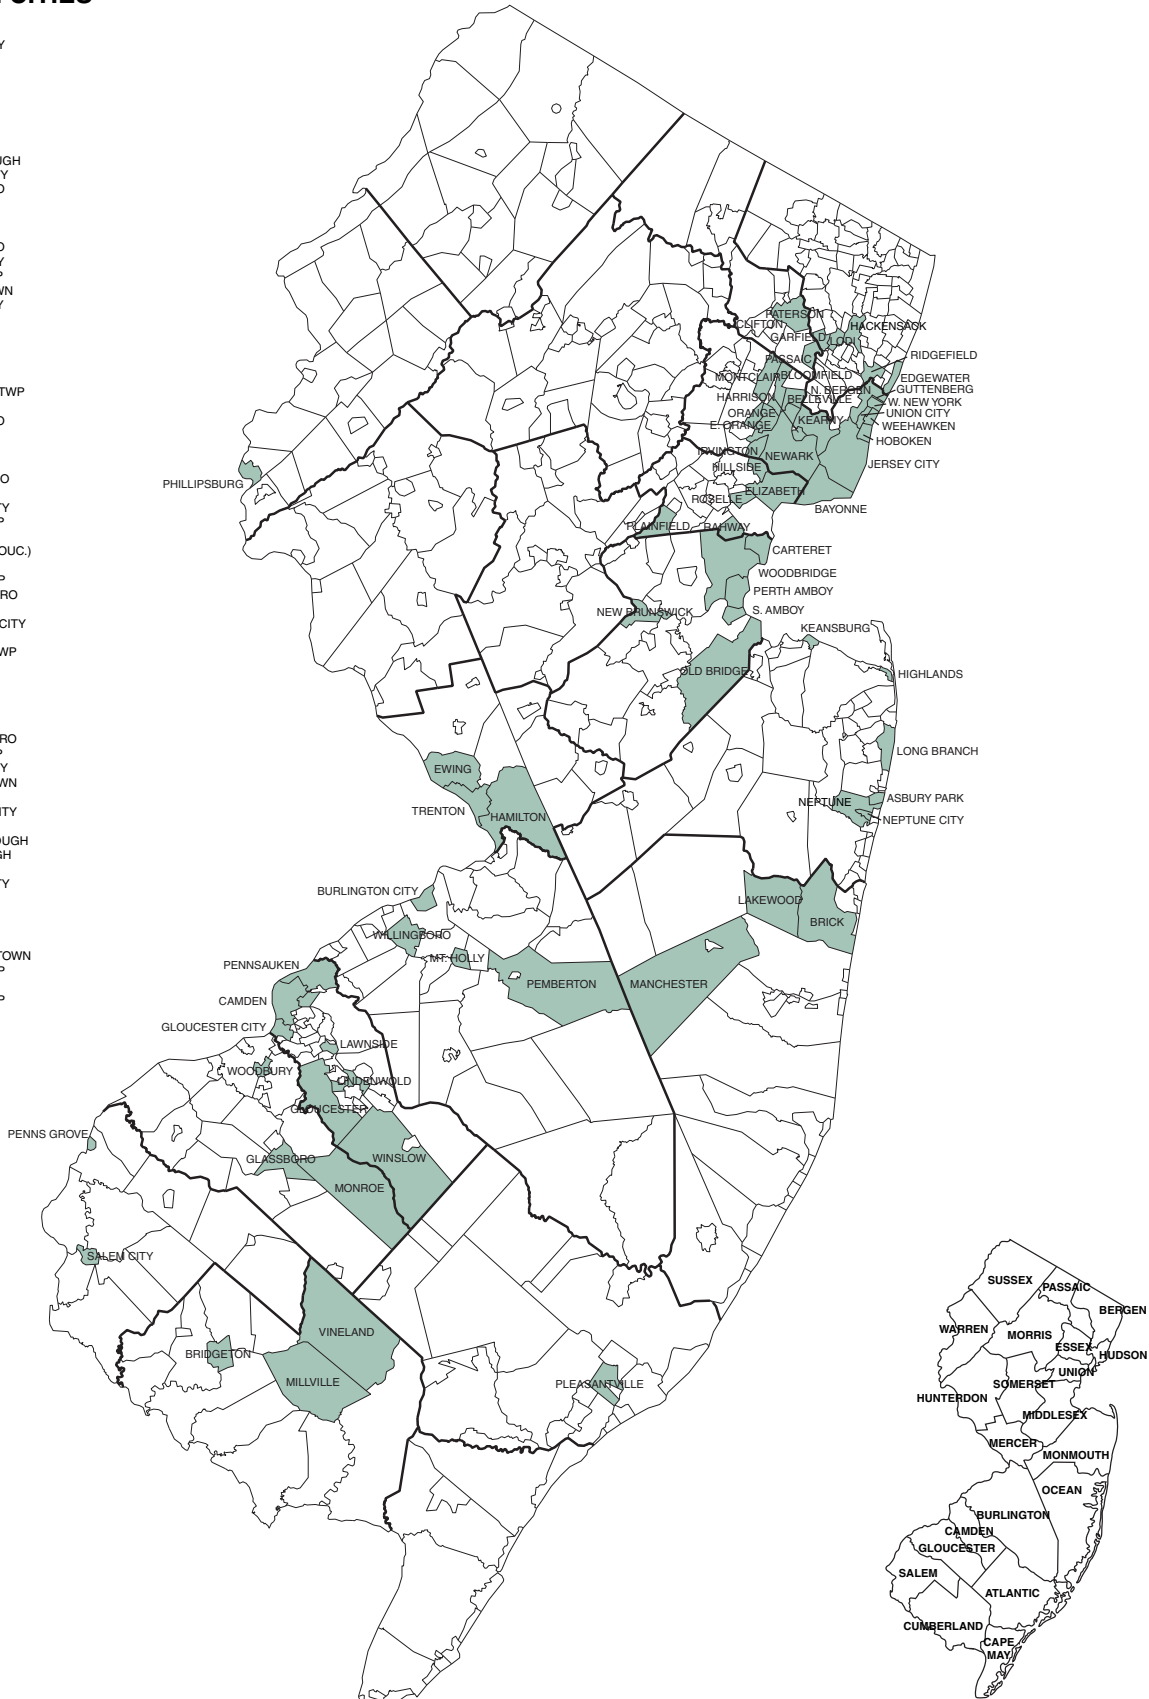 PATERSON
CLIFTON
HACKENSACK
GARFIELD
LODI
PASSAIC
RIDGEFIELD
MONTCLAIR
BLOOMFIELD
EDGEWATER
N. BERGEN
GUTTENBERG
HARRISON
BELLEVILLE
W. NEW YORK
ORANGE
UNION CITY
E. ORANGE
KEARNY
WEEHAWKEN
HOBOKEN
IRVINGTON
NEWARK
JERSEY CITY
HILLSIDE
PHILLIPSBURG
ELIZABETH
ROSELLE
BAYONNE
PLAINFIELD
RAHWAY
CARTERET
WOODBRIDGE
PERTH AMBOY
NEW BRUNSWICK
S. AMBOY
KEANSBURG
OLD BRIDGE
HIGHLANDS
LONG BRANCH
EWING
NEPTUNE
ASBURY PARK
TRENTON
HAMILTON
NEPTUNE CITY
BURLINGTON CITY
LAKEWOOD
BRICK
WILLINGBORO
MT. HOLLY
PENNSAUKEN
PEMBERTON
MANCHESTER
CAMDEN
GLOUCESTER CITY
LAWNSIDE
WOODBURY
LINDENWOLD
GLOUCESTER
PENNS GROVE
GLASSBORO
WINSLOW
MONROE
SALEM CITY
VINELAND
BRIDGETON
MILLVILLE
PLEASANTVILLE
SUSSEX
PASSAIC
BERGEN
WARREN
MORRIS
ESSEX
HUDSON
UNION
SOMERSET
HUNTERDON
MIDDLESEX
MERCER
MONMOUTH
OCEAN
BURLINGTON
CAMDEN
GLOUCESTER
SALEM
ATLANTIC
CUMBERLAND
CAPE
MAY